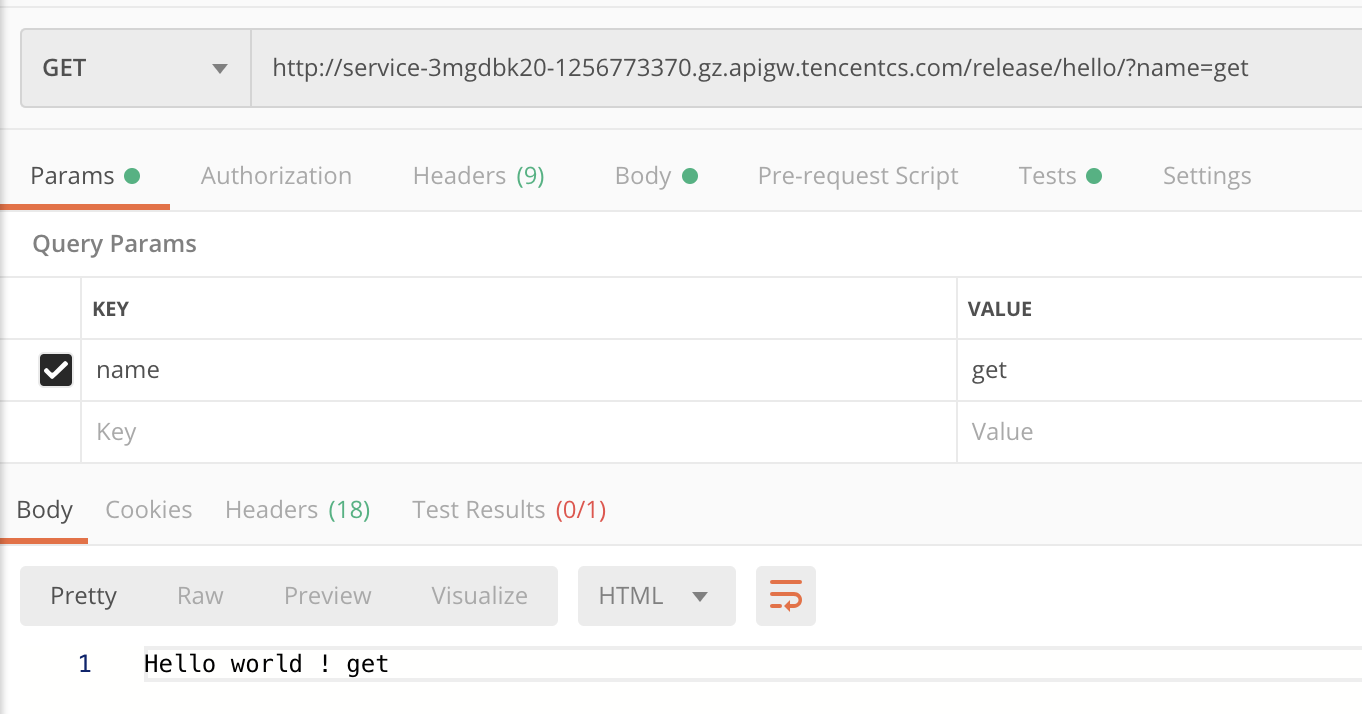 GET http://service-3mgdbk20-1256773370.gz.apigw.tencentcs.com/release/hello/?name=get
Params Authorization Headers (9) Body Pre-request Script Tests Settings
Query Params
KEY VALUE
name get
Key Value
Body Cookies Headers (18) Test Results (0/1)
Pretty Raw Preview Visualize HTML
1 Hello world ! get